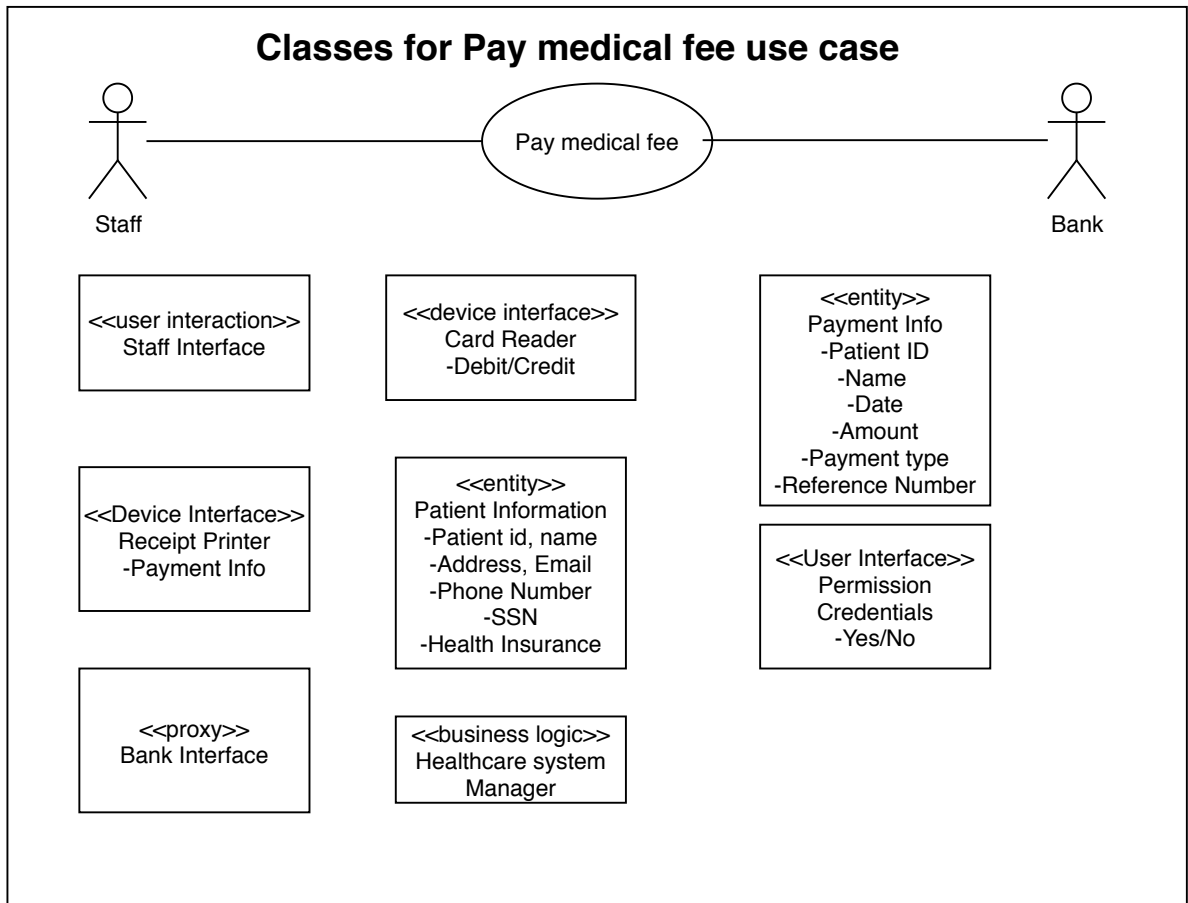 Classes for Pay medical fee use case
Pay medical fee
Staff
Bank
<<user interaction>>
Staff Interface
<<device interface>>
Card Reader
-Debit/Credit
<<entity>>
Payment Info
-Patient ID
-Name
-Date
-Amount
-Payment type
-Reference Number
<<Device Interface>>
Receipt Printer
-Payment Info
<<entity>>
Patient Information
-Patient id, name
-Address, Email
-Phone Number
-SSN
-Health Insurance
<<User Interface>>
Permission
Credentials
-Yes/No
<<proxy>>
Bank Interface
<<business logic>>
Healthcare system
Manager